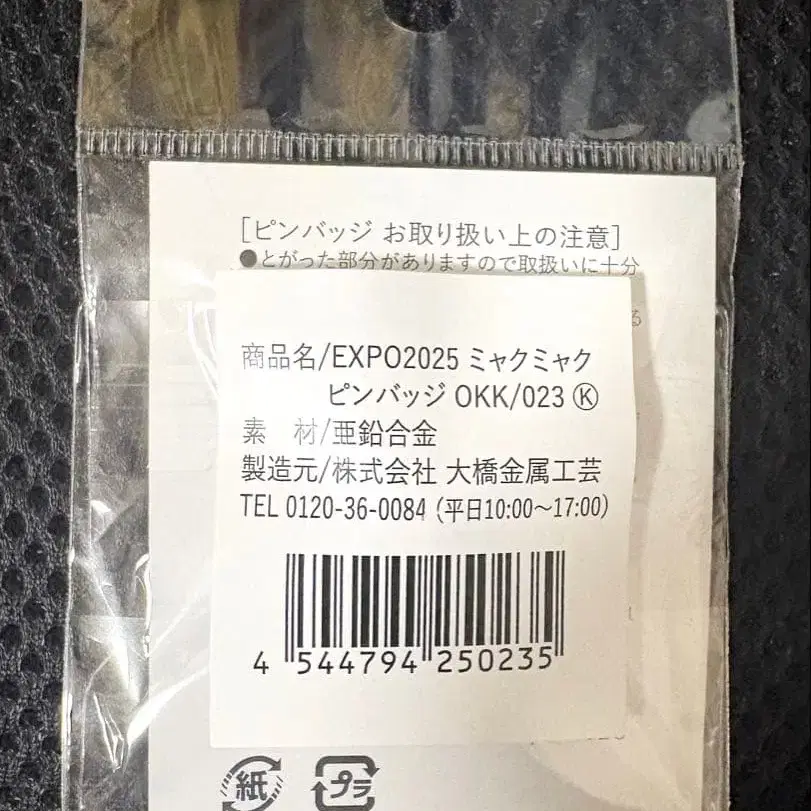 [ピンバッジ お取り扱い上の注意]
●とがった部分がありますので取扱いに十分
る
商品名/EXPO2025 ミャクミャク
ピンバッジ OKK/023 Ⓚ
素　材/亜鉛合金
製造元/株式会社 大橋金属工芸
TEL 0120-36-0084 (平日10:00～17:00)
4 544794 250235
紙
プラ